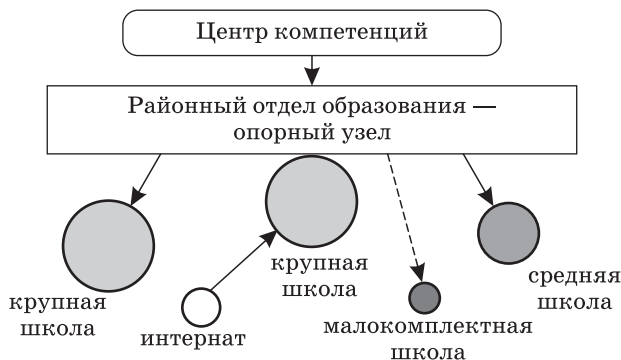 Центр компетенций
Районный отдел образования —
опорный узел
крупная
школа
интернат
крупная
школа
малокомплектная
школа
средняя
школа